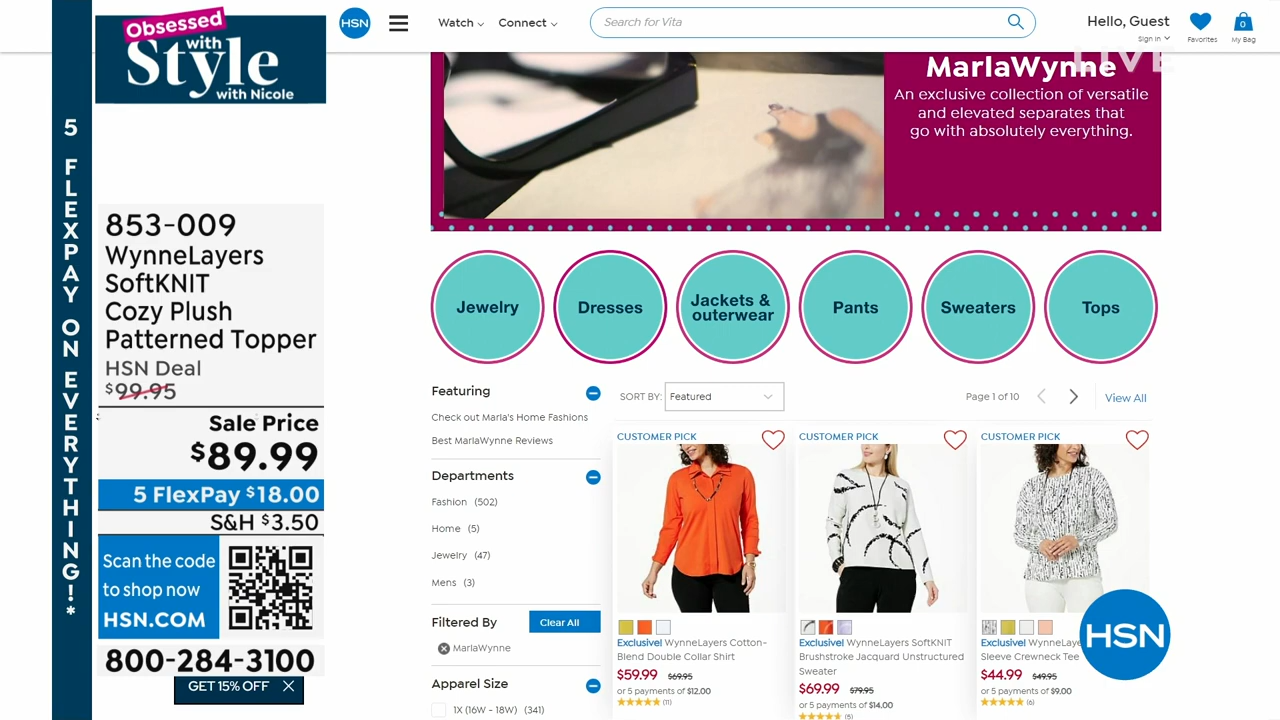 Obsessed
with
Style
with Nicole
5 FLEXPAY ON EVERYTHING!*
853-009
WynneLayers
SoftKNIT
Cozy Plush
Patterned Topper
HSN Deal
$99.95
Sale Price
$89.99
5 FlexPay $18.00
S&H $3.50
Scan the code
to shop now
HSN.COM
800-284-3100
GET 15% OFF
HSN
Watch
Connect
Search for Vita
Hello, Guest
Sign in
Favorites
0
My Bag
LIVE
MarlaWynne
An exclusive collection of versatile
and elevated separates that
go with absolutely everything.
Jewelry
Dresses
Jackets &
outerwear
Pants
Sweaters
Tops
Featuring
Check out Marla's Home Fashions
Best MarlaWynne Reviews
Departments
Fashion (502)
Home (5)
Jewelry (47)
Mens (3)
Filtered By
Clear All
MarlaWynne
Apparel Size
1X (16W - 18W) (341)
SORT BY: Featured
Page 1 of 10
View All
CUSTOMER PICK
Exclusive! WynneLayers Cotton-
Blend Double Collar Shirt
$59.99 $69.95
or 5 payments of $12.00
(11)
CUSTOMER PICK
Exclusive! WynneLayers SoftKNIT
Brushstroke Jacquard Unstructured
Sweater
$69.99 $79.95
or 5 payments of $14.00
(5)
CUSTOMER PICK
Exclusive! WynneLaye
Sleeve Crewneck Tee
$44.99 $49.95
or 5 payments of $9.00
(6)
HSN